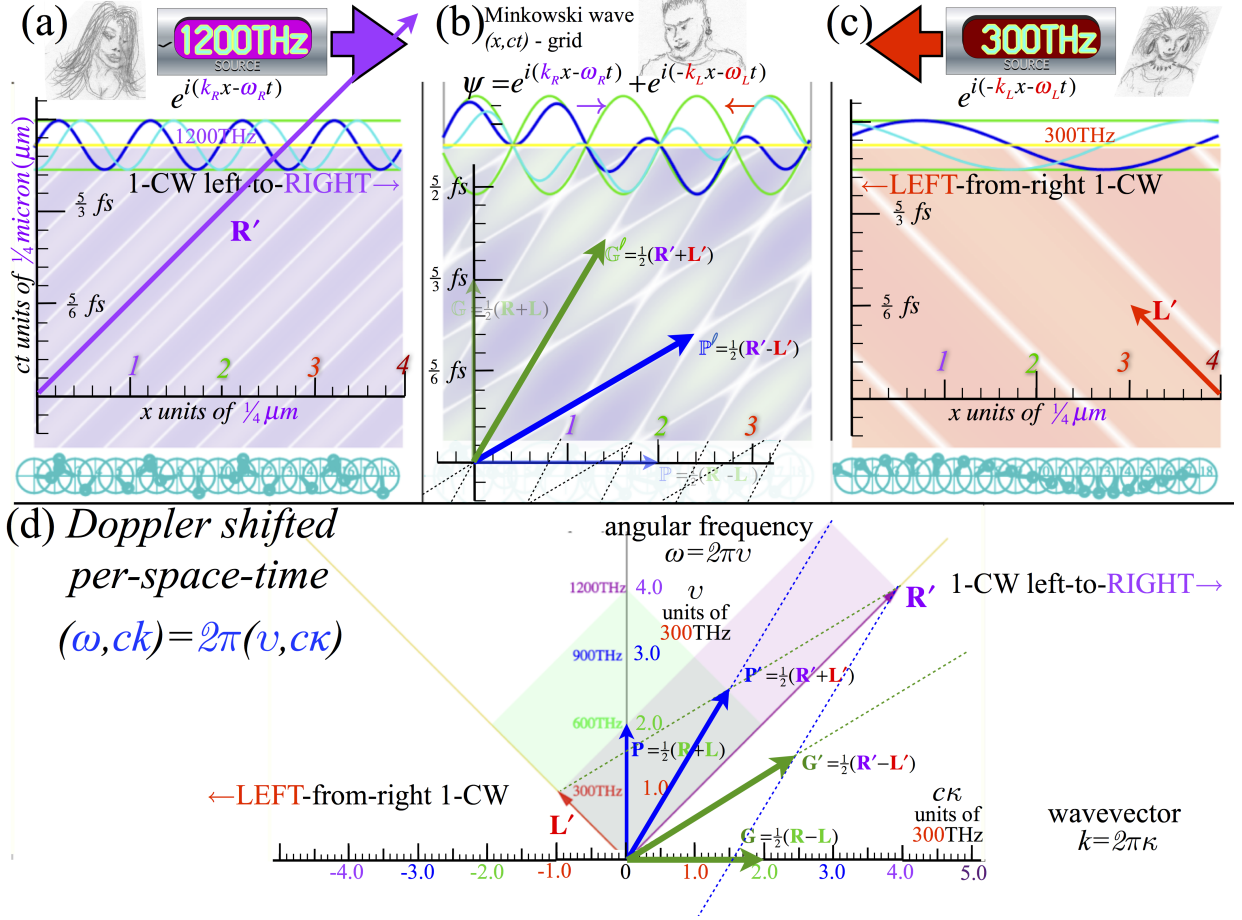 (a)
1200THz
SOURCE
e^{i(k_R x-ω_R t)}
1200THz
1-CW left-to-RIGHT→
5/3 fs
R′
5/6 fs
ct units of ¼ micron (μm)
1 2 3 4
x units of ¼ μm
(b)
Minkowski wave
(x,ct) - grid
ψ =e^{i(k_R x-ω_R t)}+e^{i(-k_L x-ω_L t)}
5/2 fs
𝔾ˡ=½(R′+L′)
5/3 fs
G=½(R+L)
ℙˡ=½(R′-L′)
5/6 fs
1 2 3
ℙ=½(R-L)
(c)
300THz
SOURCE
e^{i(-k_L x-ω_L t)}
300THz
←LEFT-from-right 1-CW
5/3 fs
5/6 fs
L′
1 2 3 4
x units of ¼ μm
(d) Doppler shifted
per-space-time
(ω,ck)=2π(υ,cκ)
angular frequency
ω=2πυ
υ
units of
300THz
1200THz 4.0
900THz 3.0
600THz 2.0
300THz 1.0
1-CW left-to-RIGHT→
R′
P′=½(R′+L′)
P=½(R+L)
G′=½(R′−L′)
G=½(R−L)
←LEFT-from-right 1-CW
L′
cκ
units of
300THz
wavevector
k=2πκ
-4.0 -3.0 -2.0 -1.0 0 1.0 2.0 3.0 4.0 5.0